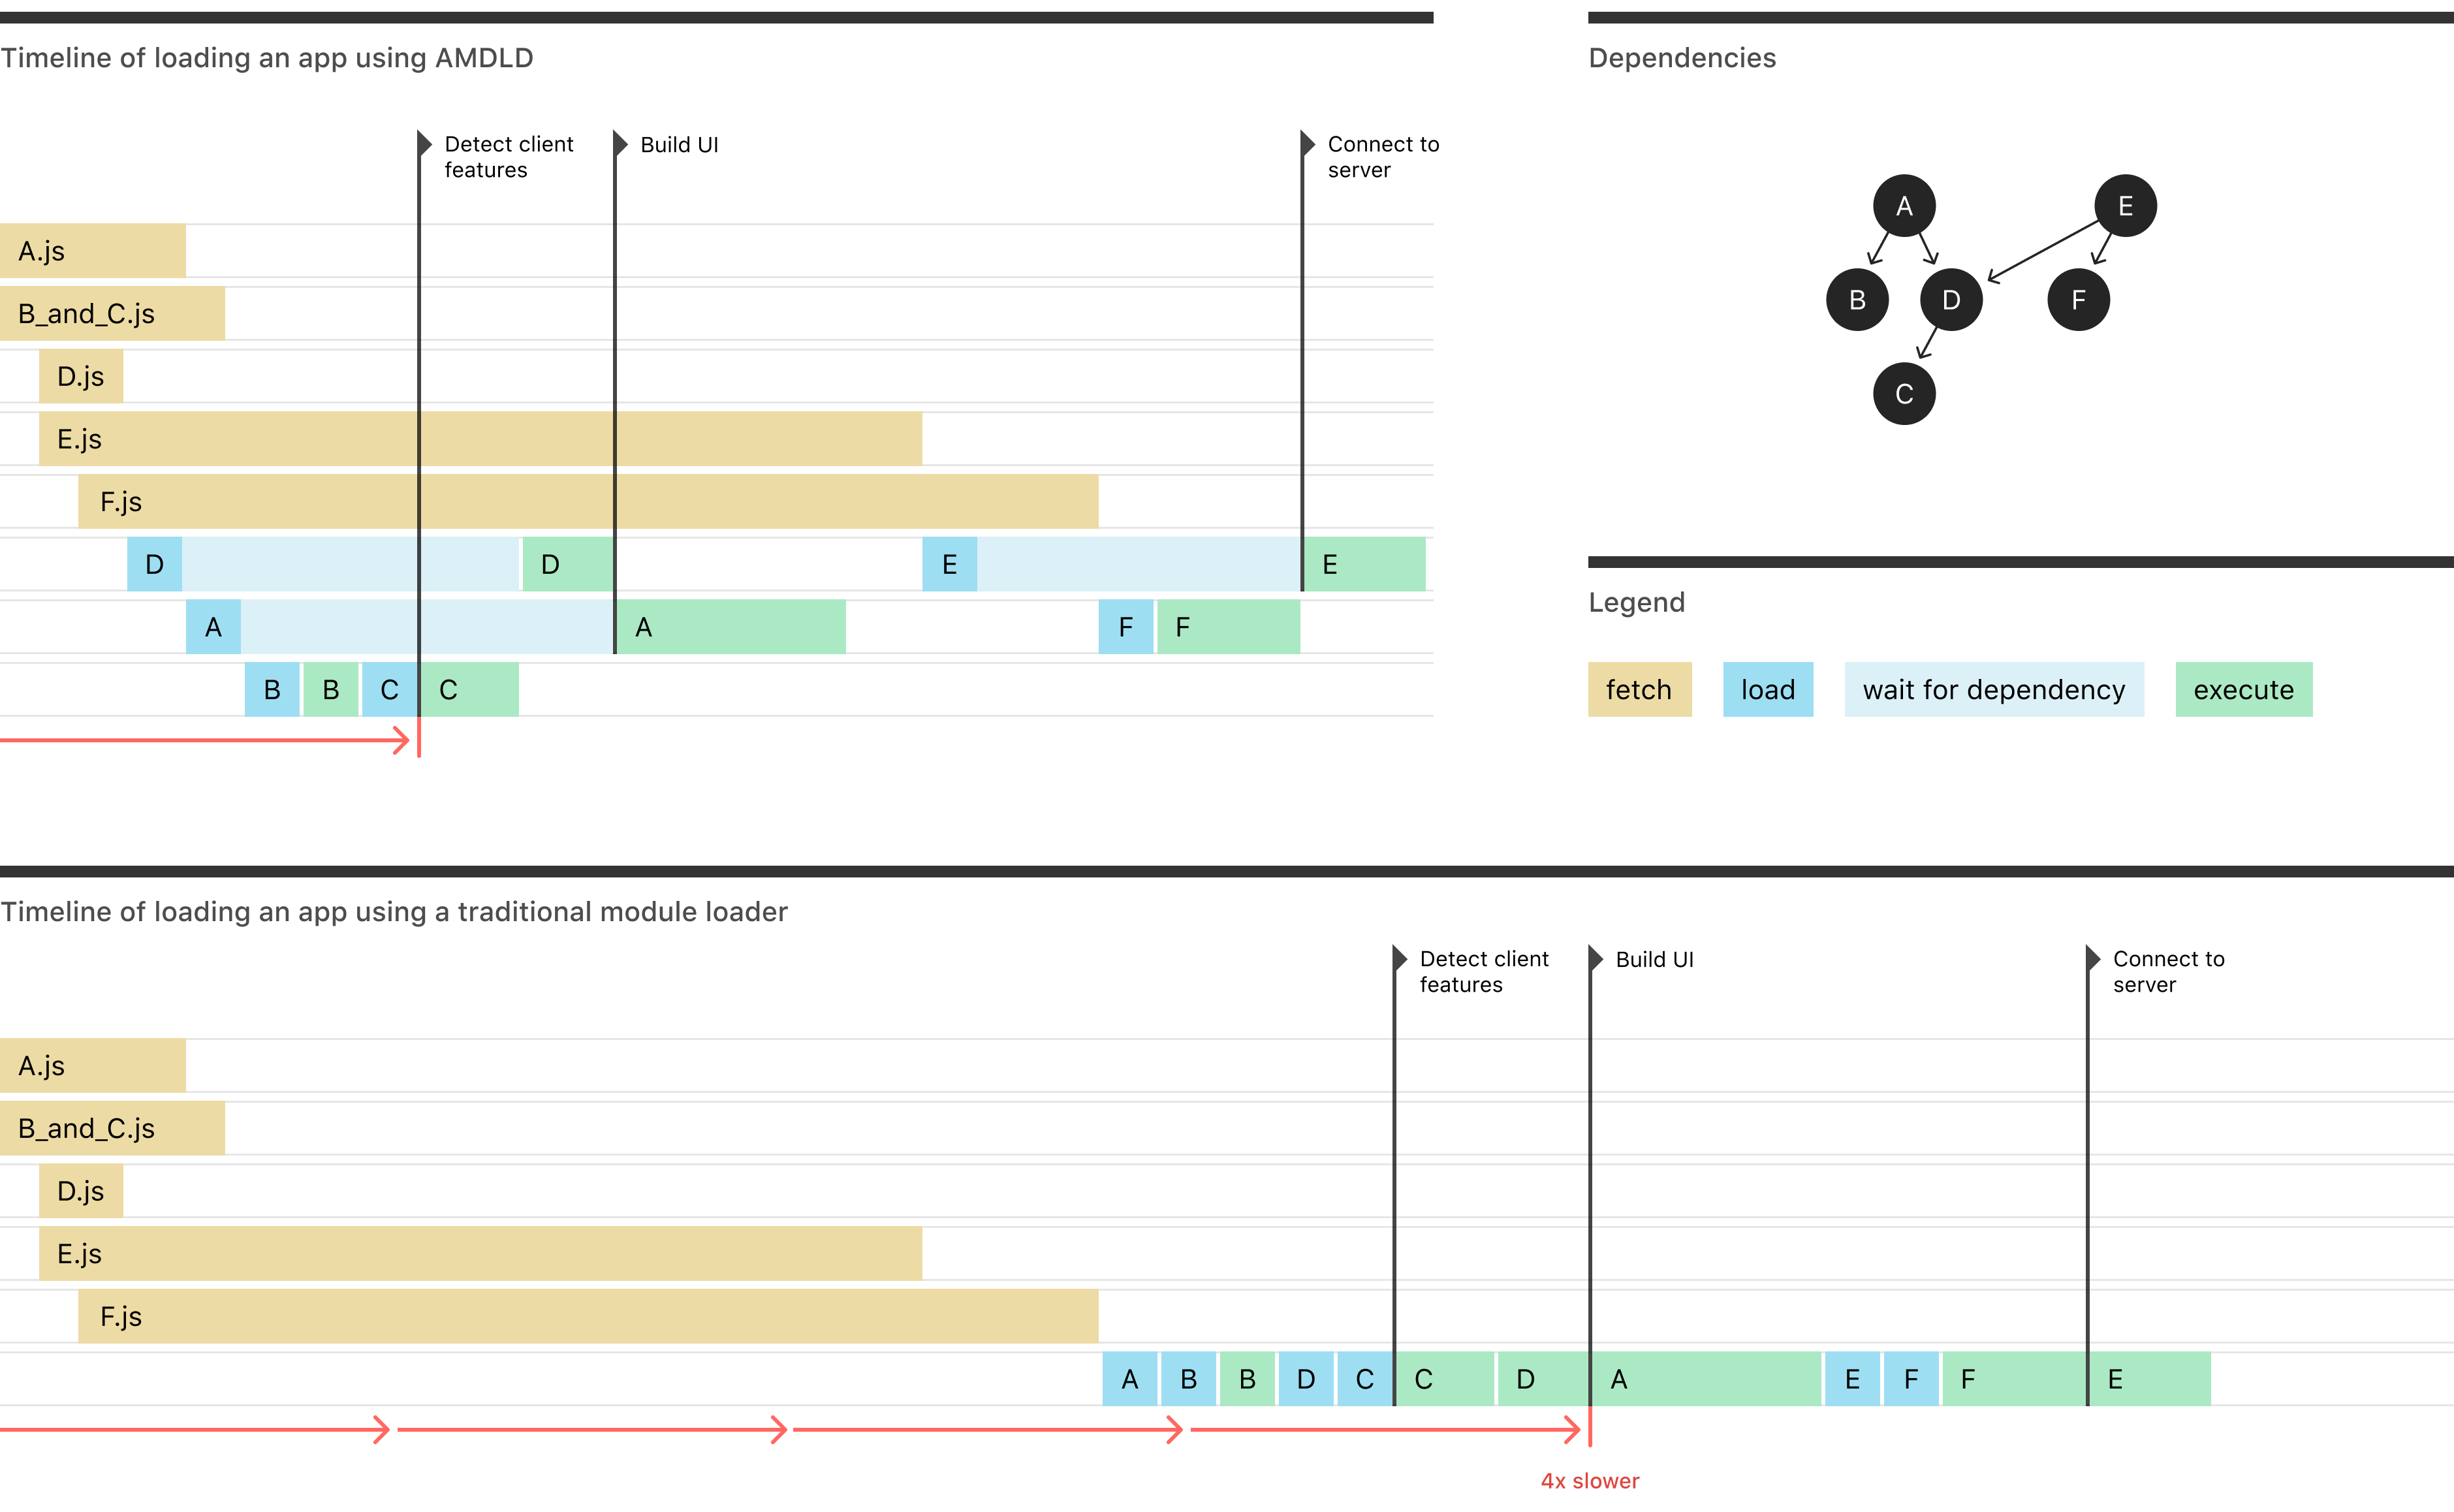 Timeline of loading an app using AMDLD
Detect client
features
Build UI
Connect to
server
A.js
B_and_C.js
D.js
E.js
F.js
D D E E
A A F F
B B C C
Dependencies
A E
B D F
C
Legend
fetch load wait for dependency execute
Timeline of loading an app using a traditional module loader
Detect client
features
Build UI
Connect to
server
A.js
B_and_C.js
D.js
E.js
F.js
A B B D C C D A E F F E
4x slower